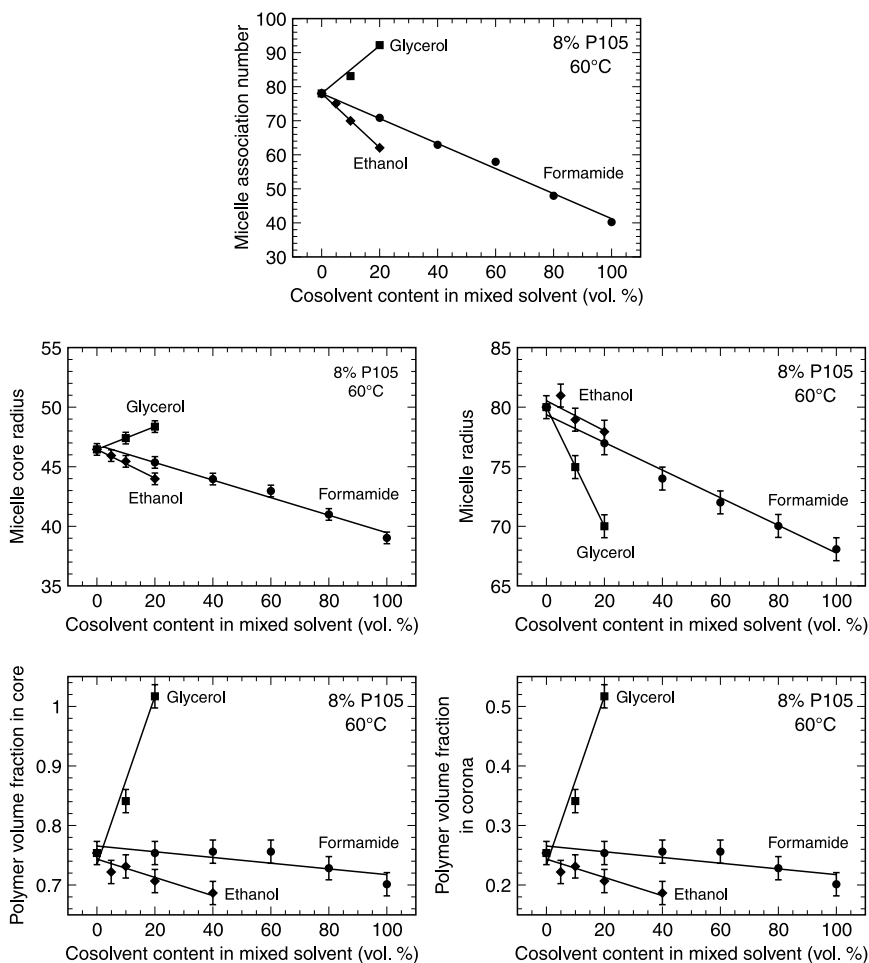 Micelle association number
100
90
80
70
60
50
40
30
Glycerol
8% P105
60°C
Ethanol
Formamide
0 20 40 60 80 100
Cosolvent content in mixed solvent (vol. %)
Micelle core radius
55
50
45
40
35
8% P105
60°C
Glycerol
Ethanol
Formamide
0 20 40 60 80 100
Cosolvent content in mixed solvent (vol. %)
Micelle radius
85
80
75
70
65
Ethanol
8% P105
60°C
Formamide
Glycerol
0 20 40 60 80 100
Cosolvent content in mixed solvent (vol. %)
Polymer volume fraction in core
1
0.9
0.8
0.7
Glycerol
8% P105
60°C
Formamide
Ethanol
0 20 40 60 80 100
Cosolvent content in mixed solvent (vol. %)
Polymer volume fraction
in corona
0.5
0.4
0.3
0.2
Glycerol
8% P105
60°C
Formamide
Ethanol
0 20 40 60 80 100
Cosolvent content in mixed solvent (vol. %)